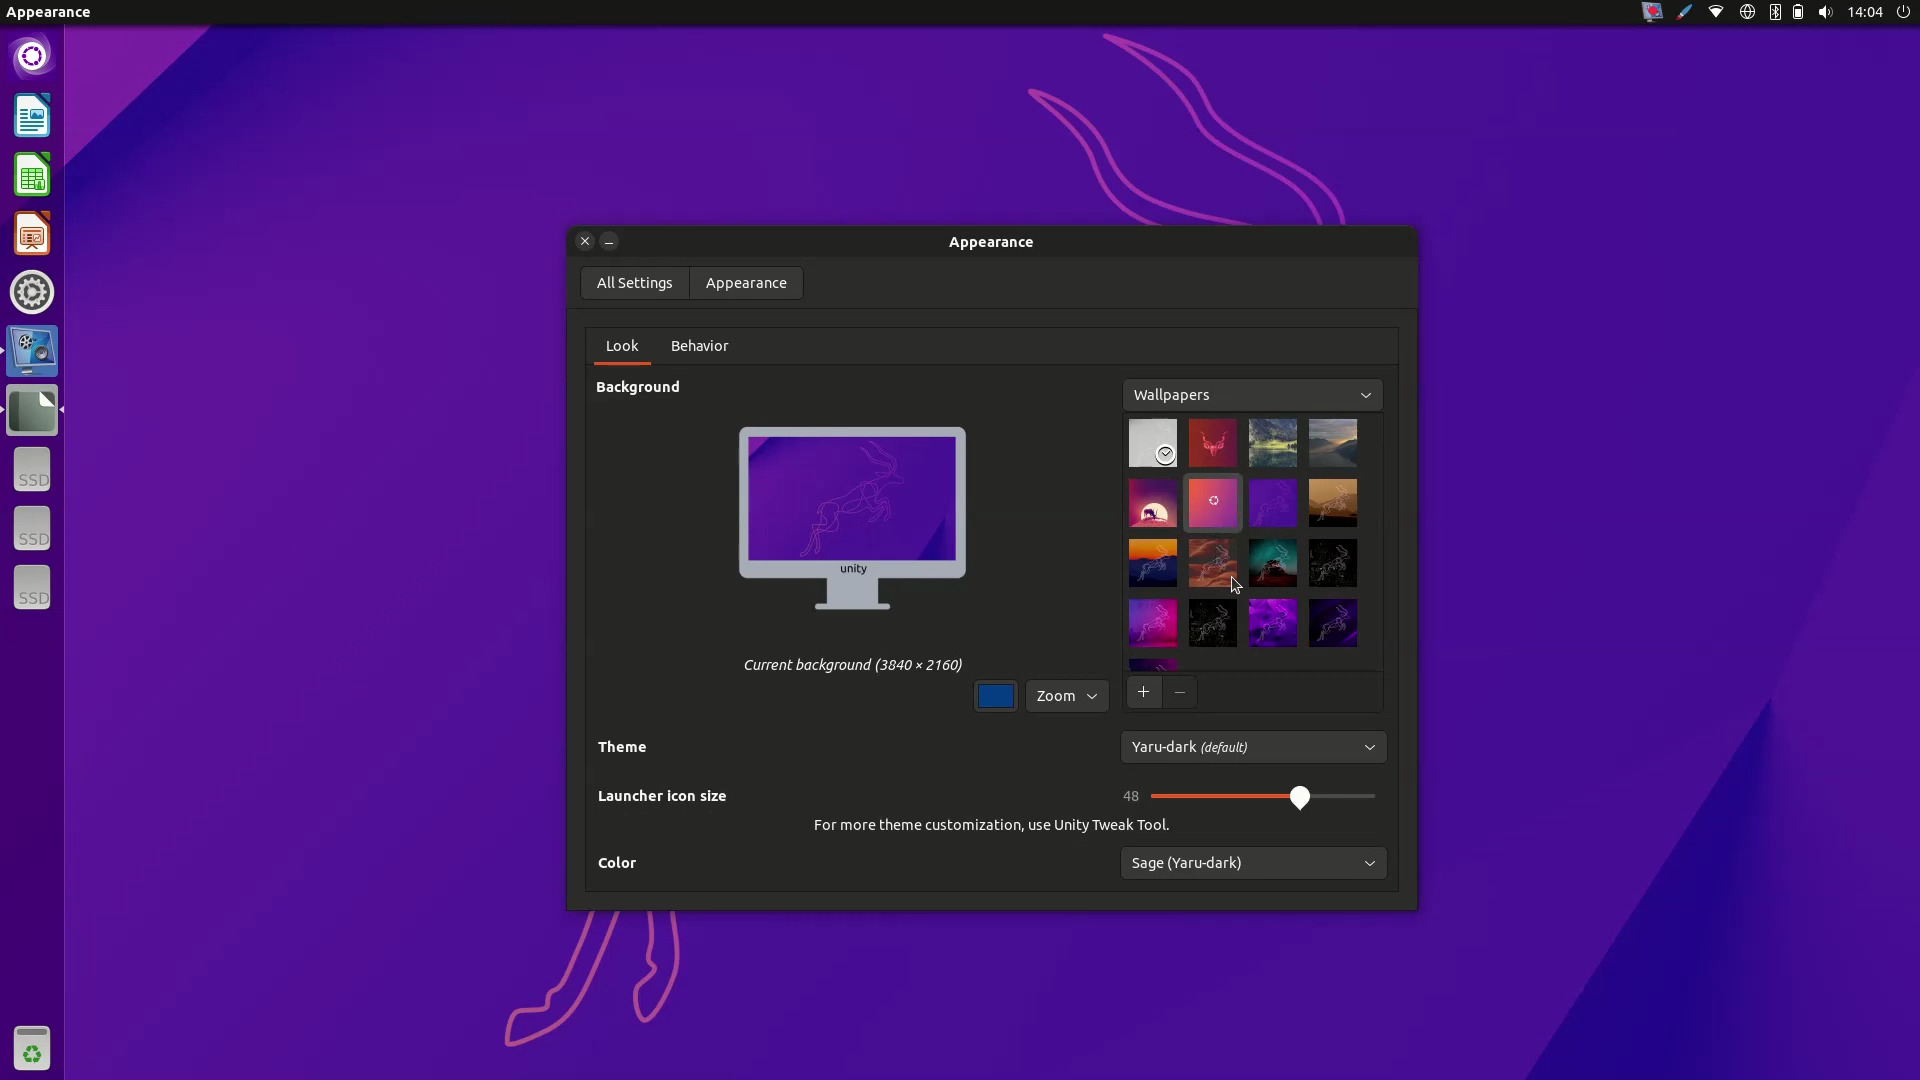 Appearance
14:04
Appearance
All Settings
Appearance
Look
Behavior
Background
Wallpapers
unity
Current background (3840 × 2160)
Zoom
Theme
Yaru-dark (default)
Launcher icon size
48
For more theme customization, use Unity Tweak Tool.
Color
Sage (Yaru-dark)
SSD
SSD
SSD